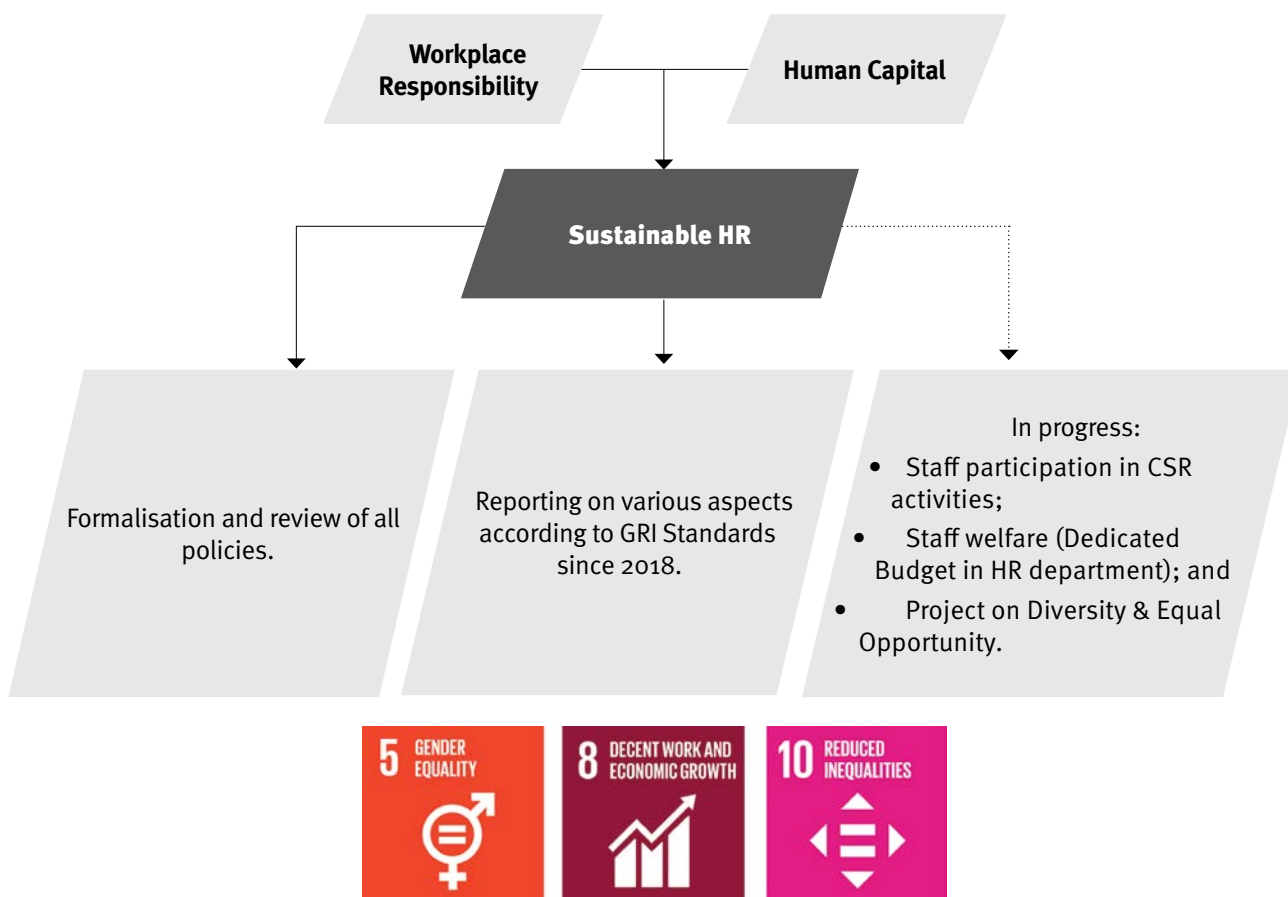 Workplace
Responsibility
Human Capital
Sustainable HR
Formalisation and review of all
policies.
Reporting on various aspects
according to GRI Standards
since 2018.
In progress:
• Staff participation in CSR
activities;
• Staff welfare (Dedicated
Budget in HR department); and
• Project on Diversity & Equal
Opportunity.
5 GENDER
EQUALITY
8 DECENT WORK AND
ECONOMIC GROWTH
10 REDUCED
INEQUALITIES